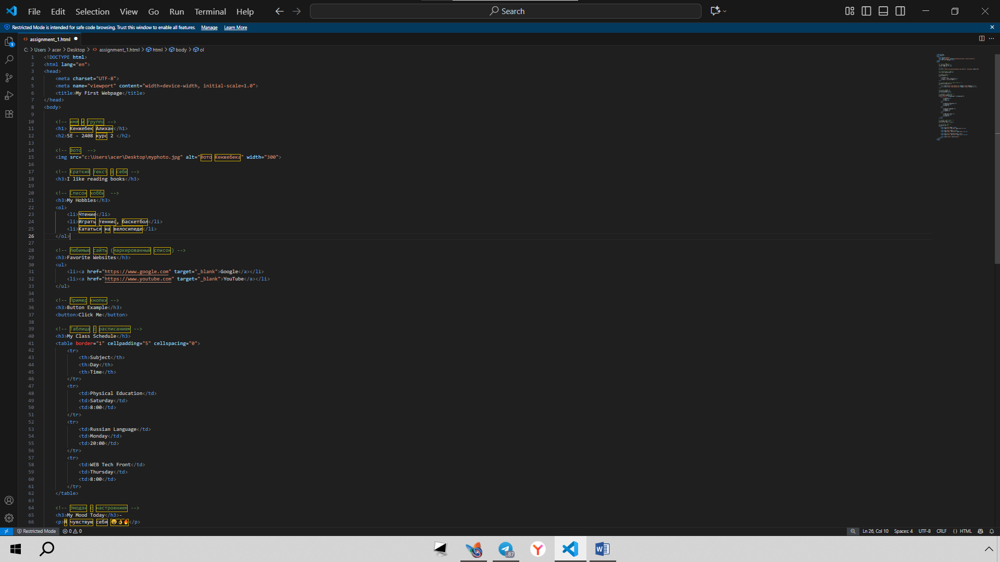 File Edit Selection View Go Run Terminal Help
Search
Restricted Mode is intended for safe code browsing. Trust this window to enable all features. Manage Learn More
assignment_1.html
C: > Users > acer > Desktop > assignment_1.html > html > body > ol
1 <!DOCTYPE html>
2 <html lang="en">
3 <head>
4 <meta charset="UTF-8">
5 <meta name="viewport" content="width=device-width, initial-scale=1.0">
6 <title>My First Webpage</title>
7 </head>
8 <body>
9
10 <!-- имя и группа -->
11 <h1> Кенжебек Алихан</h1>
12 <h2>SE - 2408 курс 2 </h2>
13
14 <!-- Фото -->
15 <img src="c:\Users\acer\Desktop\myphoto.jpg" alt="Фото Кенжебека" width="300">
16
17 <!-- Краткий текст о себе -->
18 <h3>I like reading books</h3>
19
20 <!-- Список хобби -->
21 <h3>My Hobbies</h3>
22 <ol>
23 <li>Чтение</li>
24 <li>Играть теннис, баскетбол</li>
25 <li>Кататься на велосипеде</li>
26 </ol>
27
28 <!-- Любимые сайты (маркированный список) -->
29 <h3>Favorite Websites</h3>
30 <ul>
31 <li><a href="https://www.google.com" target="_blank">Google</a></li>
32 <li><a href="https://www.youtube.com" target="_blank">YouTube</a></li>
33 </ul>
34
35 <!-- Пример кнопки -->
36 <h3>Button Example</h3>
37 <button>Click Me</button>
38
39 <!-- Таблица с расписанием -->
40 <h3>My Class Schedule</h3>
41 <table border="1" cellpadding="5" cellspacing="0">
42 <tr>
43 <th>Subject</th>
44 <th>Day</th>
45 <th>Time</th>
46 </tr>
47 <tr>
48 <td>Physical Education</td>
49 <td>Saturday</td>
50 <td>8:00</td>
51 </tr>
52 <tr>
53 <td>Russian Language</td>
54 <td>Monday</td>
55 <td>20:00</td>
56 </tr>
57 <tr>
58 <td>WEB Tech Front</td>
59 <td>Thursday</td>
60 <td>8:00</td>
61 </tr>
62 </table>
63
64 <!-- Эмодзи с настроением -->
65 <h3>My Mood Today</h3>-
66 <p>Я чувствую себя 😄👌🔥</p>
Restricted Mode 0 0 Ln 26, Col 10 Spaces: 4 UTF-8 CRLF {} HTML
87